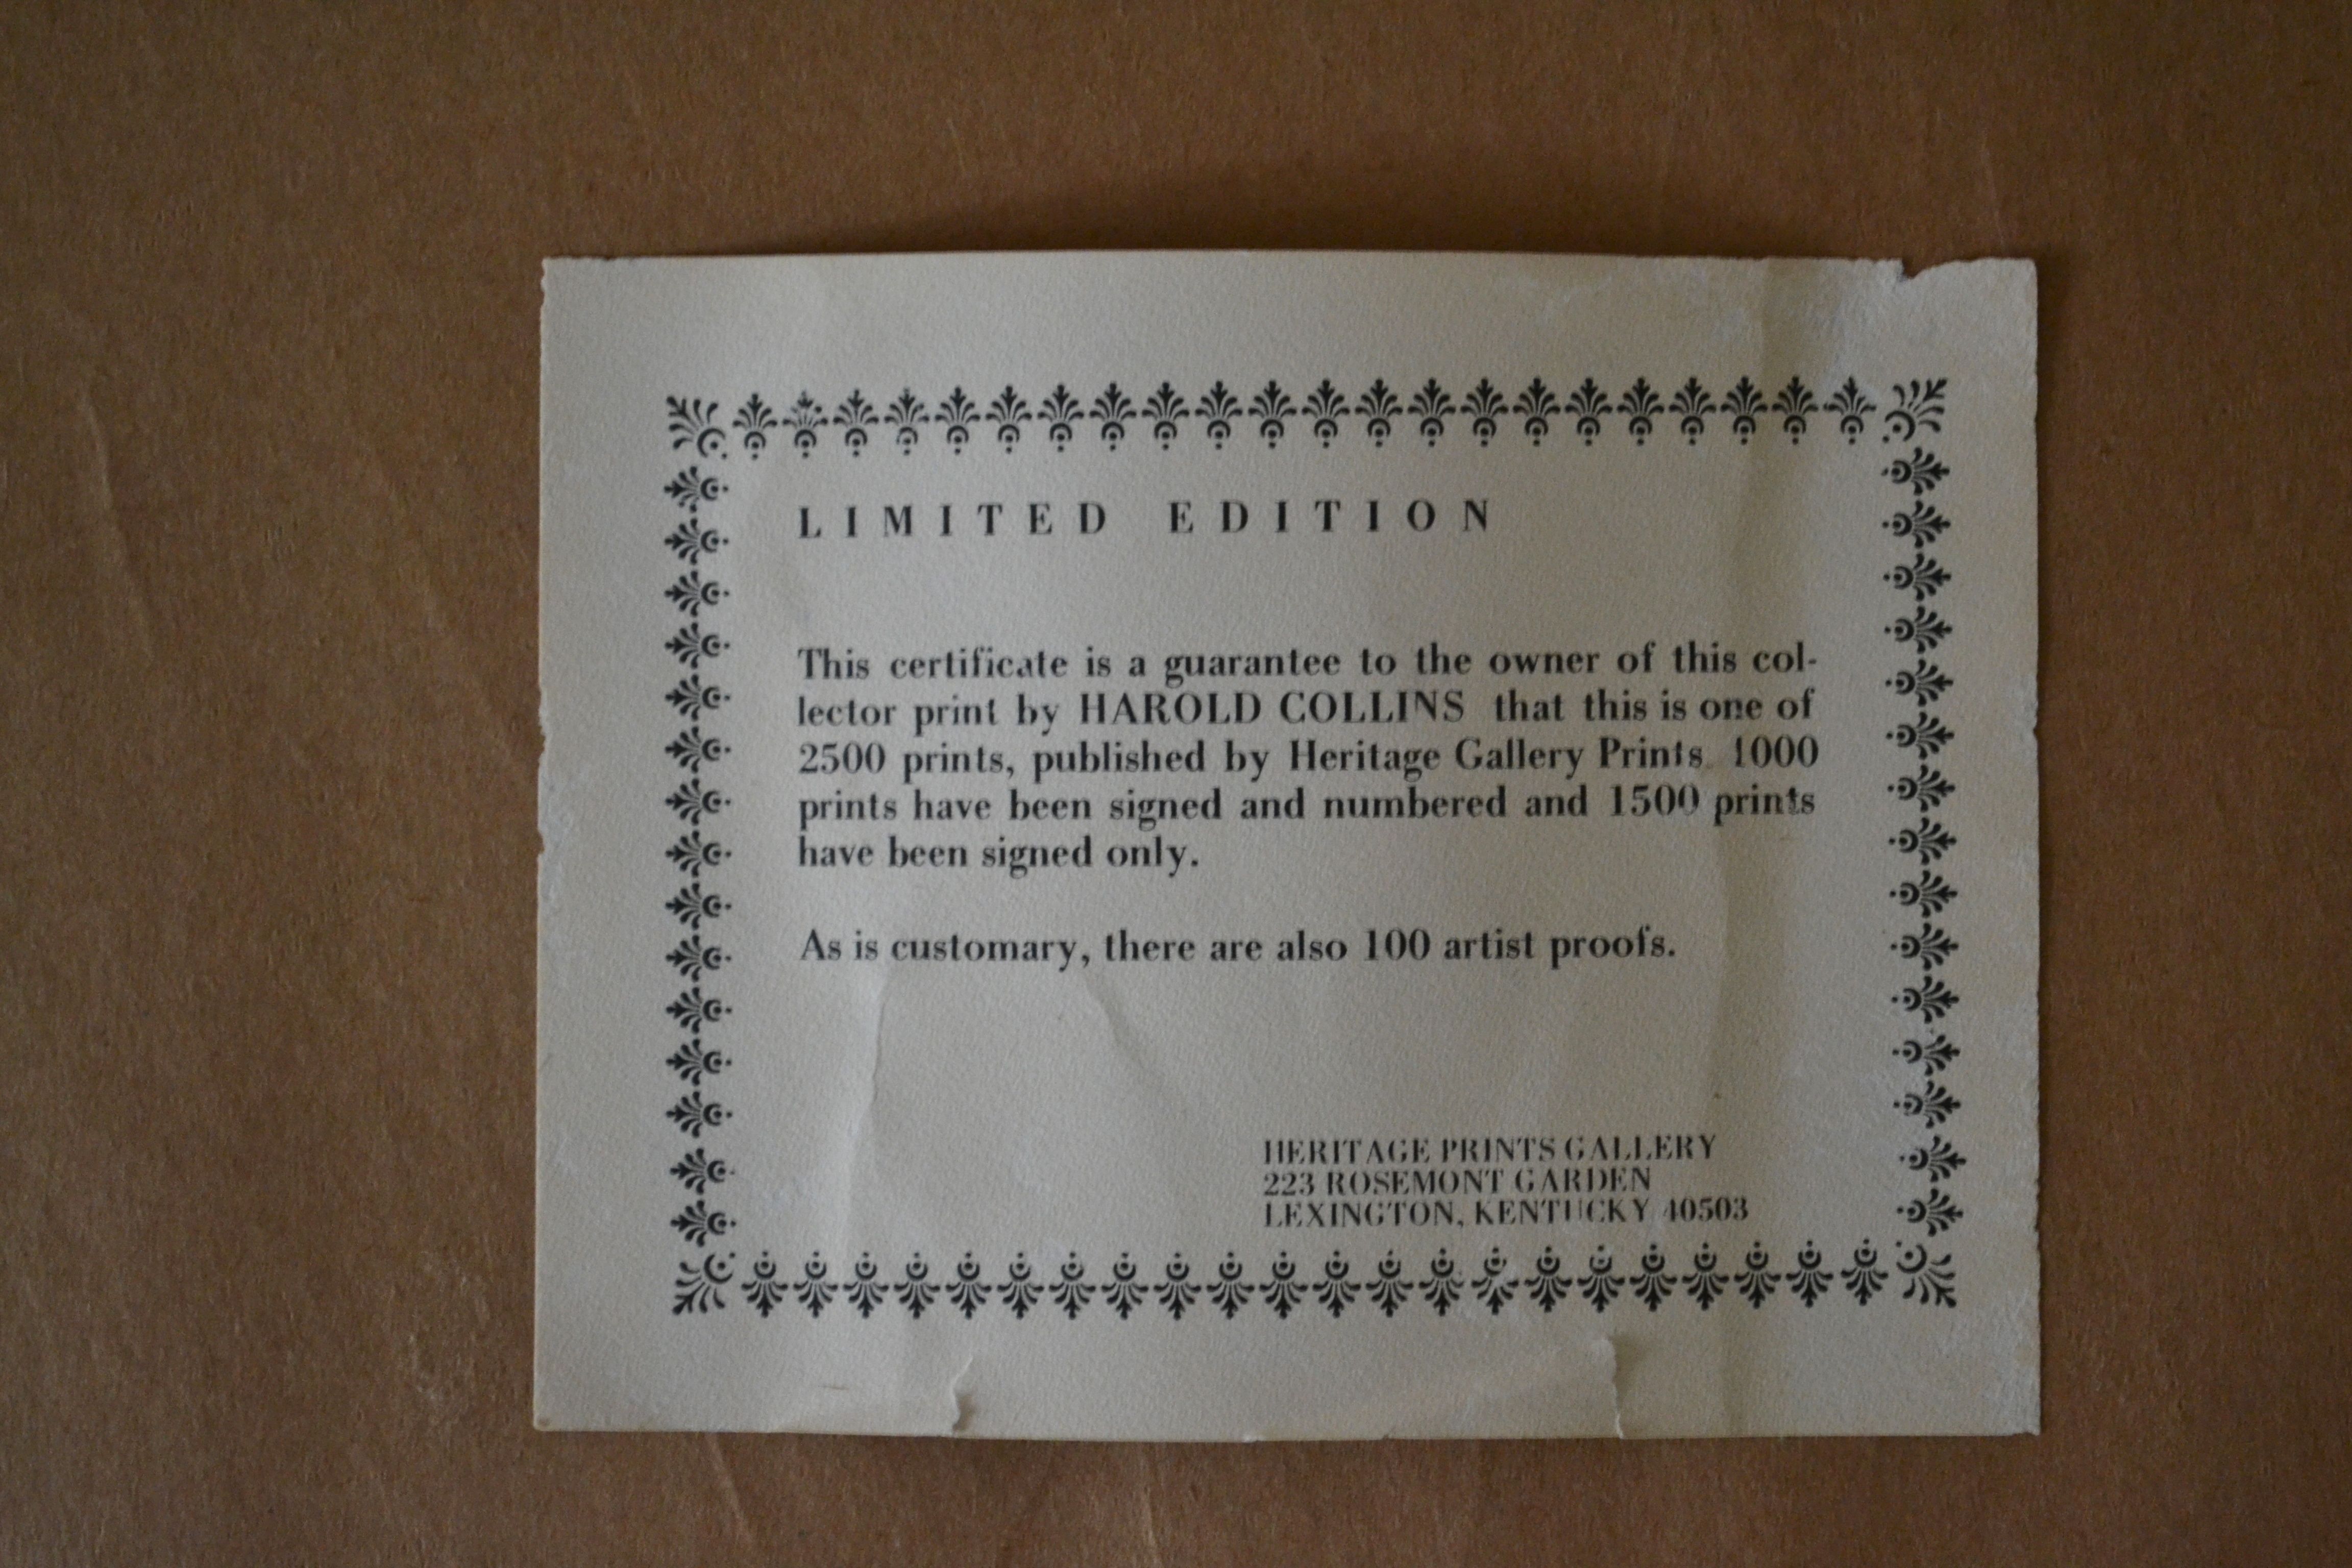 LIMITED EDITION
This certificate is a guarantee to the owner of this col-
lector print by HAROLD COLLINS that this is one of
2500 prints, published by Heritage Gallery Prints. 1000
prints have been signed and numbered and 1500 prints
have been signed only.
As is customary, there are also 100 artist proofs.
HERITAGE PRINTS GALLERY
223 ROSEMONT GARDEN
LEXINGTON, KENTUCKY 40503